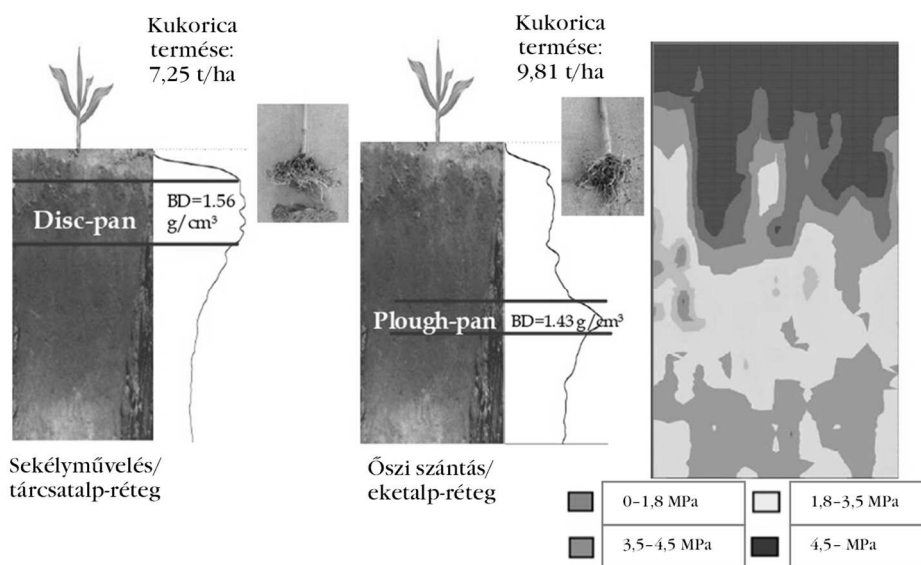 Kukorica
termése:
7,25 t/ha
Disc-pan
BD=1.56
g/cm³
Sekélyművelés/
tárcsatalp-réteg
Kukorica
termése:
9,81 t/ha
Plough-pan
BD=1.43 g/cm³
Őszi szántás/
eketalp-réteg
0–1,8 MPa
1,8–3,5 MPa
3,5–4,5 MPa
4,5– MPa